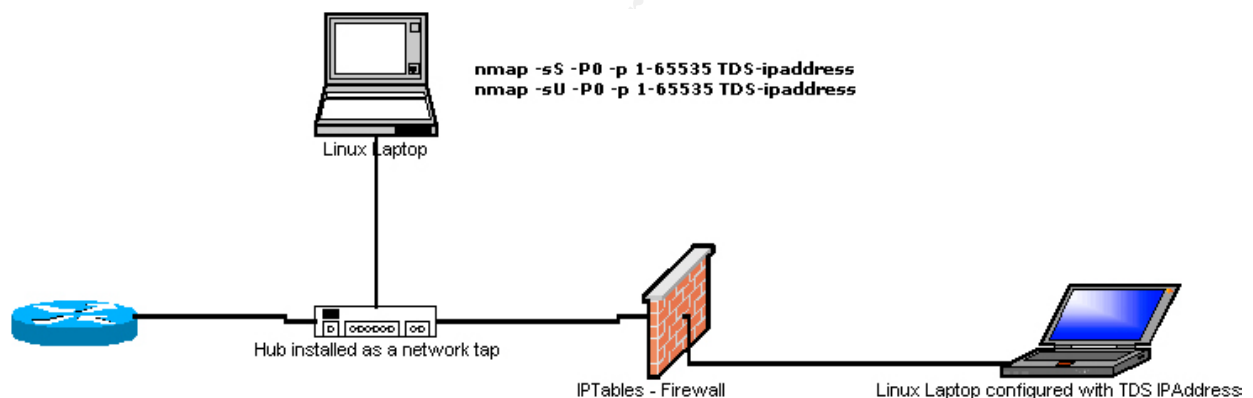 nmap -sS -P0 -p 1-65535 TDS-ipaddress
nmap -sU -P0 -p 1-65535 TDS-ipaddress
Linux Laptop
Hub installed as a network tap
IPTables - Firewall
Linux Laptop configured with TDS IPAddress